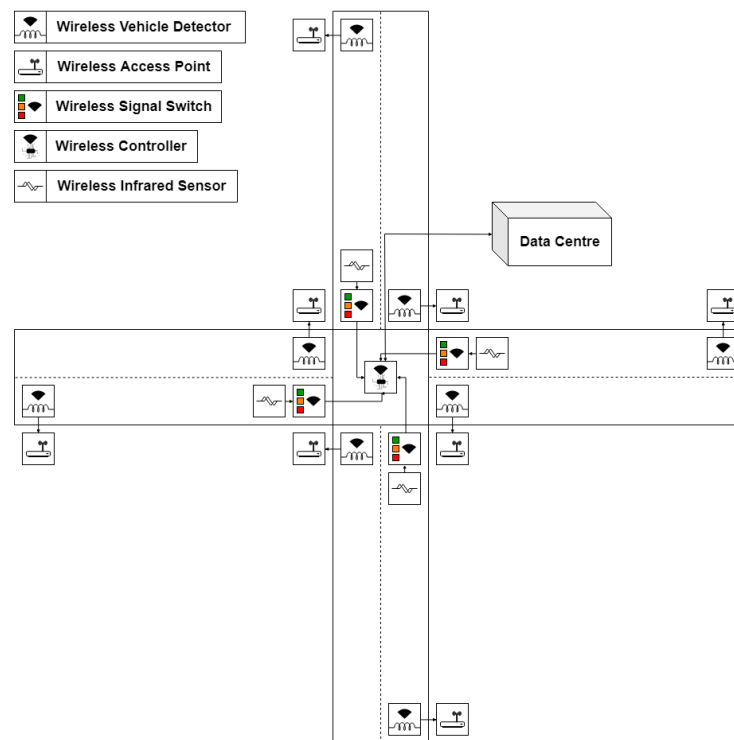 Wireless Vehicle Detector
Wireless Access Point
Wireless Signal Switch
Wireless Controller
Wireless Infrared Sensor
Data Centre